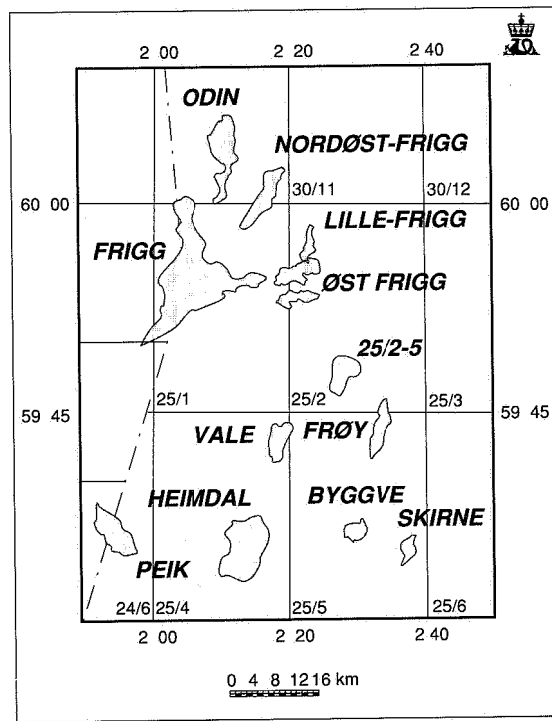 2 00 2 20 2 40
ODIN
NORDØST-FRIGG
30/11 30/12
60 00 60 00
LILLE-FRIGG
FRIGG
ØST FRIGG
25/2-5
25/1 25/2 25/3
59 45 59 45
VALE FRØY
HEIMDAL BYGGVE
SKIRNE
PEIK
24/6 25/4 25/5 25/6
2 00 2 20 2 40
0 4 8 12 16 km